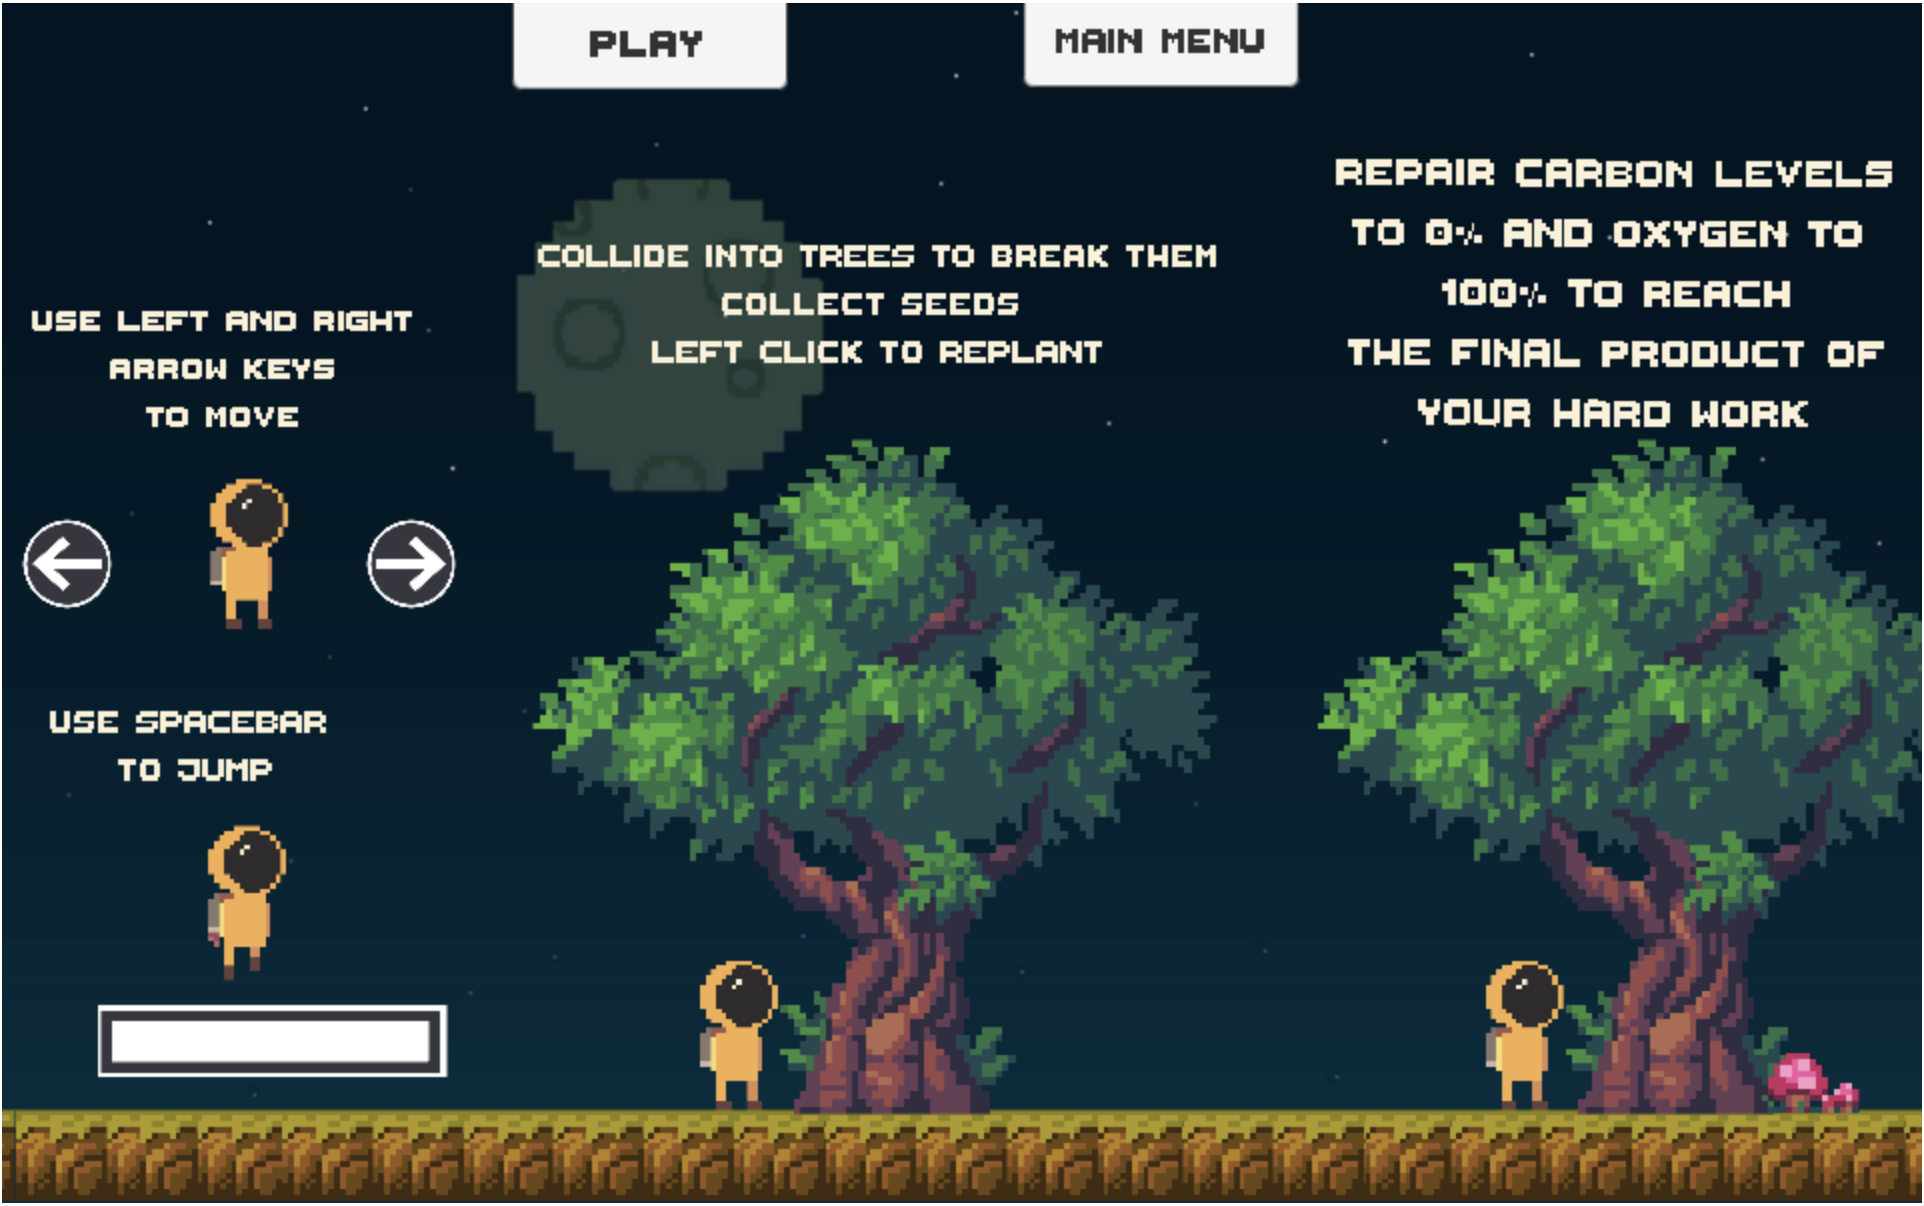 PLAY
MAIN MENU
USE LEFT AND RIGHT
ARROW KEYS
TO MOVE
USE SPACEBAR
TO JUMP
COLLIDE INTO TREES TO BREAK THEM
COLLECT SEEDS
LEFT CLICK TO REPLANT
REPAIR CARBON LEVELS
TO 0% AND OXYGEN TO
100% TO REACH
THE FINAL PRODUCT OF
YOUR HARD WORK